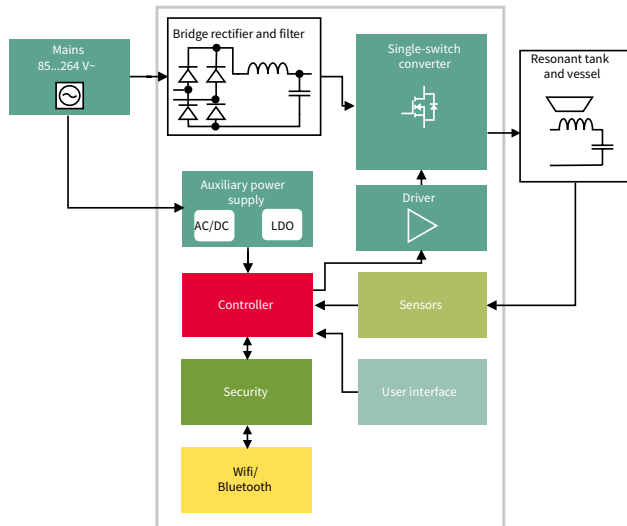 Mains
85...264 V~
Bridge rectifier and filter
Single-switch
converter
Resonant tank
and vessel
Auxiliary power
supply
AC/DC
LDO
Driver
Controller
Sensors
Security
User interface
Wifi/
Bluetooth